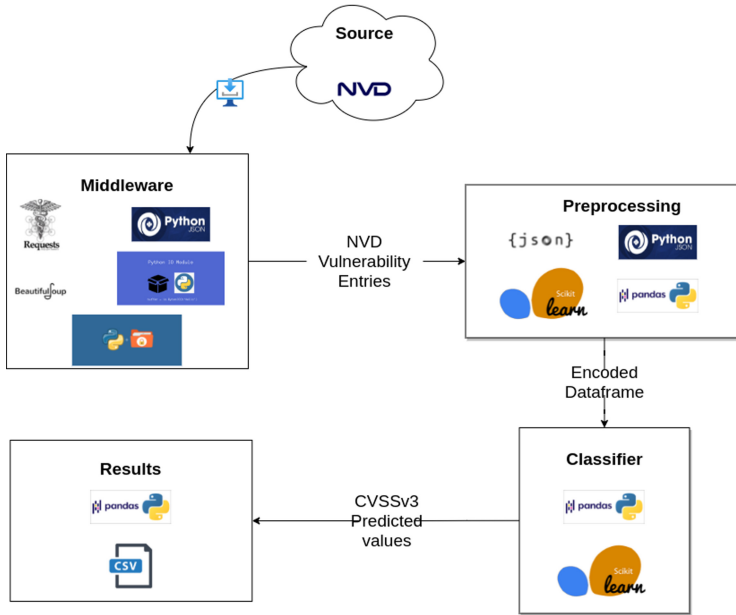 Source
NVD
Middleware
Requests
Python
JSON
Python IO Module
BeautifulSoup
NVD
Vulnerability
Entries
Preprocessing
{json}
Python
JSON
Scikit
learn
pandas
Encoded
Dataframe
Classifier
pandas
Scikit
learn
CVSSv3
Predicted
values
Results
pandas
CSV